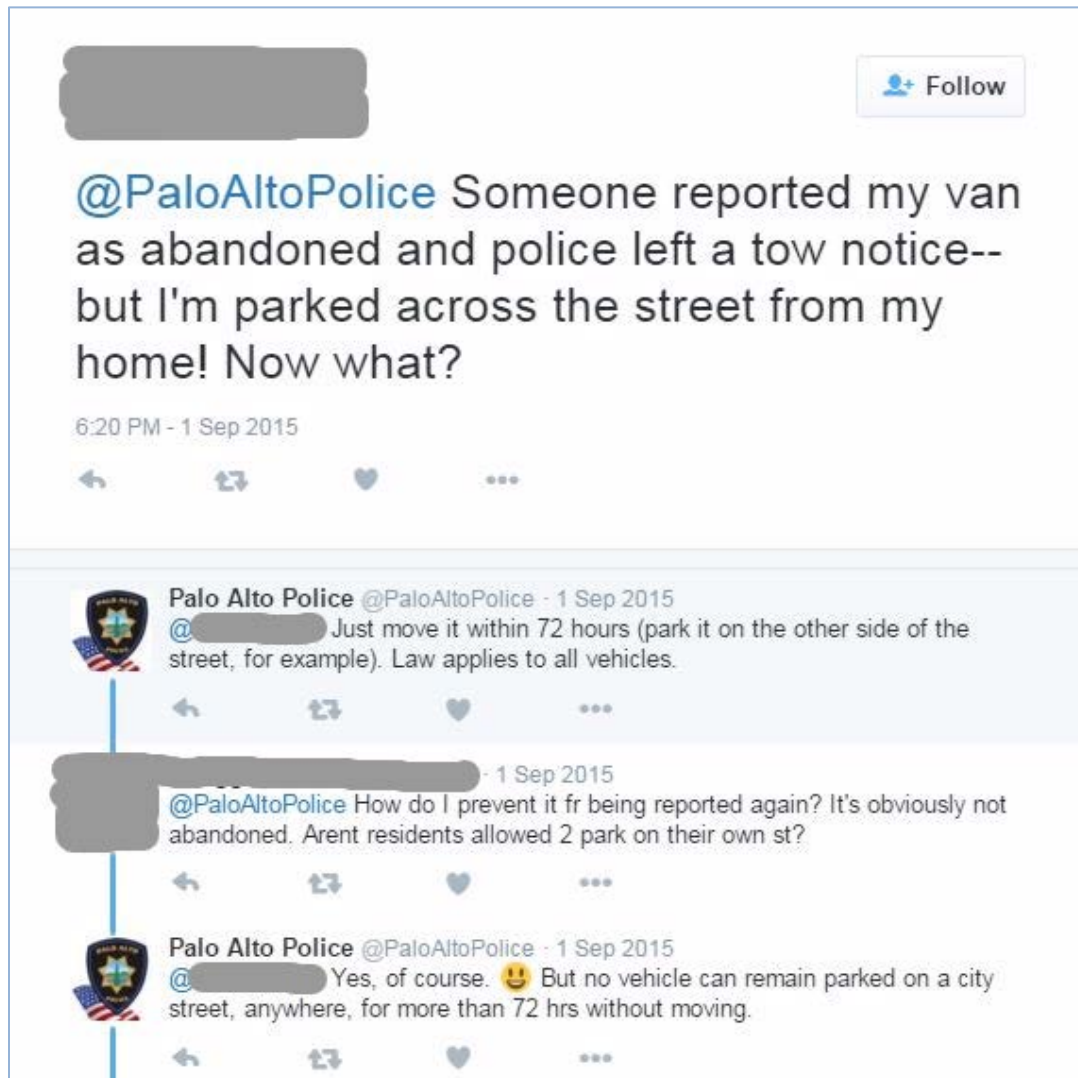 Follow
@PaloAltoPolice Someone reported my van
as abandoned and police left a tow notice--
but I'm parked across the street from my
home! Now what?
6:20 PM - 1 Sep 2015
Palo Alto Police @PaloAltoPolice · 1 Sep 2015
@ Just move it within 72 hours (park it on the other side of the
street, for example). Law applies to all vehicles.
· 1 Sep 2015
@PaloAltoPolice How do I prevent it fr being reported again? It's obviously not
abandoned. Arent residents allowed 2 park on their own st?
Palo Alto Police @PaloAltoPolice · 1 Sep 2015
@ Yes, of course. 😃 But no vehicle can remain parked on a city
street, anywhere, for more than 72 hrs without moving.